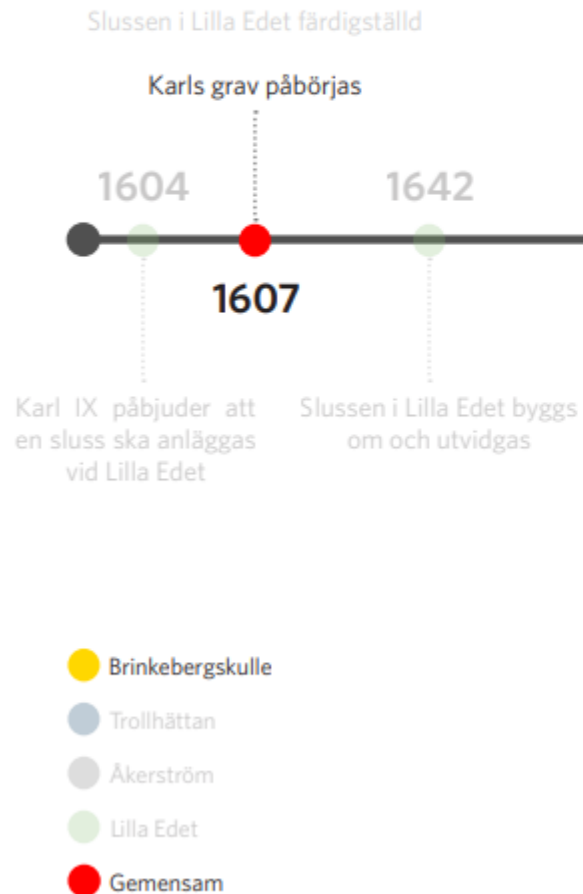 Slussen i Lilla Edet färdigställd
Karls grav påbörjas
1604
1642
1607
Karl IX påbjuder att
en sluss ska anläggas
vid Lilla Edet
Slussen i Lilla Edet byggs
om och utvidgas
Brinkebergskulle
Trollhättan
Åkerström
Lilla Edet
Gemensam